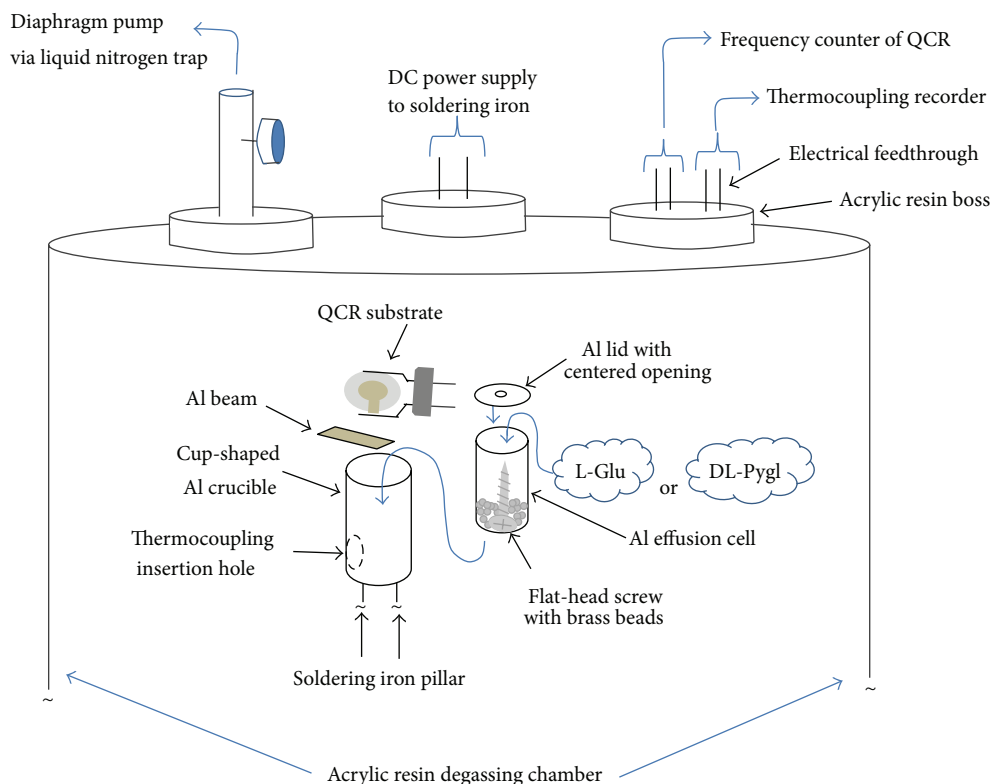 Diaphragm pump
via liquid nitrogen trap
DC power supply
to soldering iron
Frequency counter of QCR
Thermocoupling recorder
Electrical feedthrough
Acrylic resin boss
QCR substrate
Al lid with
centered opening
Al beam
Cup-shaped
Al crucible
L-Glu
or
DL-Pygl
Thermocoupling
insertion hole
Al effusion cell
Flat-head screw
with brass beads
~ ~
Soldering iron pillar
~ ~
Acrylic resin degassing chamber